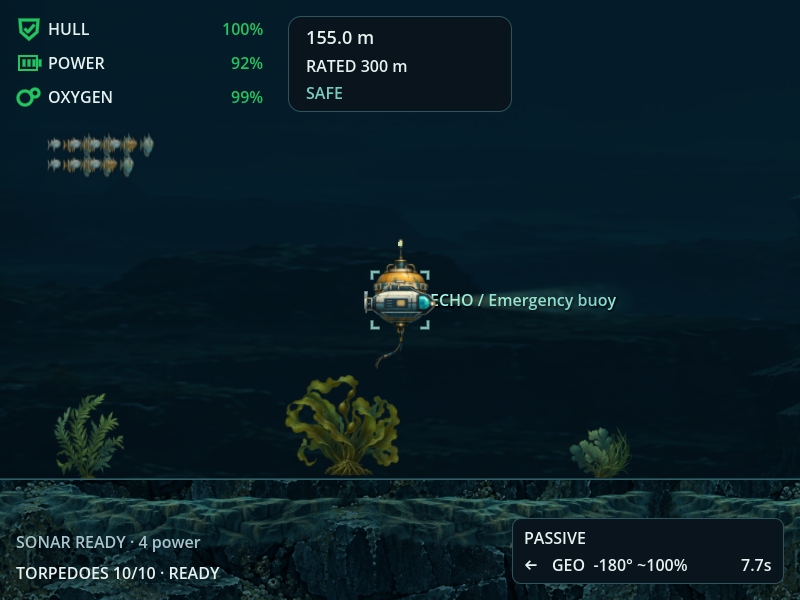 HULL 100%
POWER 92%
OXYGEN 99%
155.0 m
RATED 300 m
SAFE
ECHO / Emergency buoy
SONAR READY · 4 power
TORPEDOES 10/10 · READY
PASSIVE
← GEO -180° ~100% 7.7s